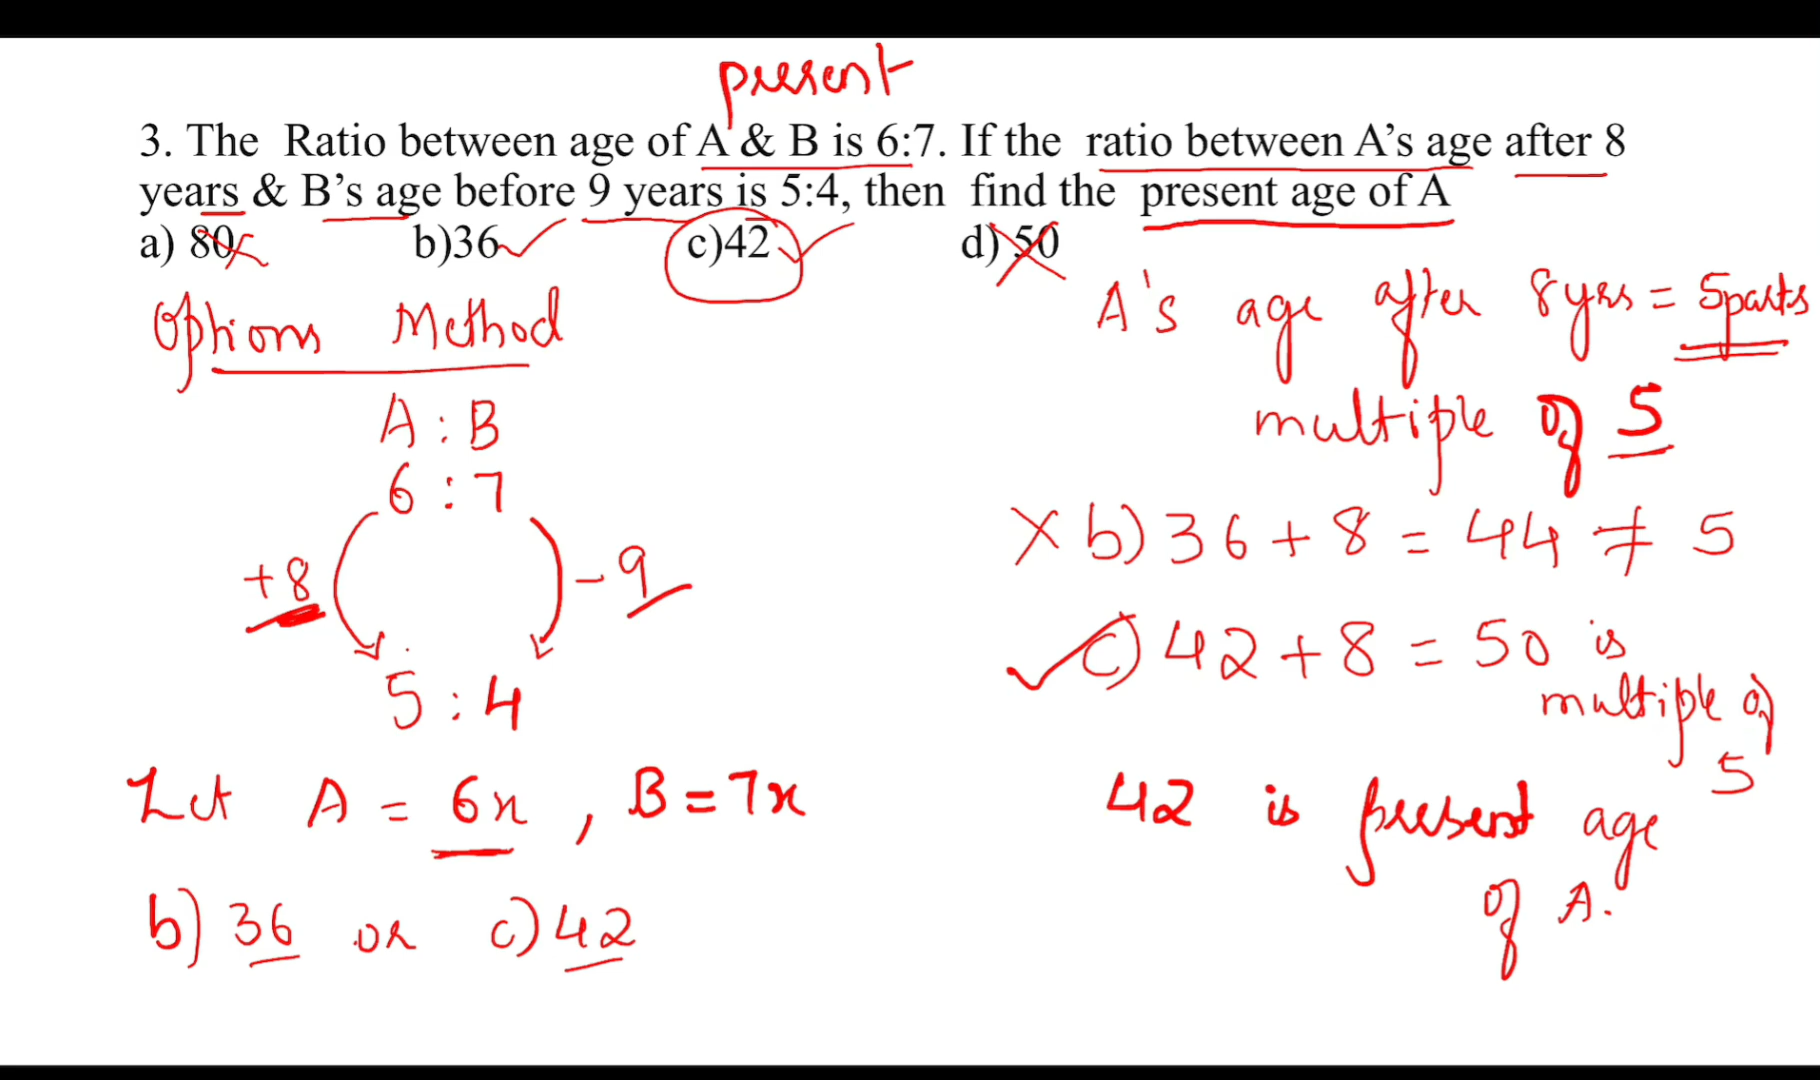 present
3. The Ratio between age of A & B is 6:7. If the ratio between A's age after 8
years & B's age before 9 years is 5:4, then find the present age of A
a) 80 b)36 c)42 d) 50
Options Method
A : B
6 : 7
+8 -9
5 : 4
Let A = 6x , B = 7x
b) 36 or c) 42
A's age after 8yrs = 5parts
multiple of 5
X b) 36 + 8 = 44 ≠ 5
✓ c) 42 + 8 = 50 is
multiple of
5
42 is present age
of A.